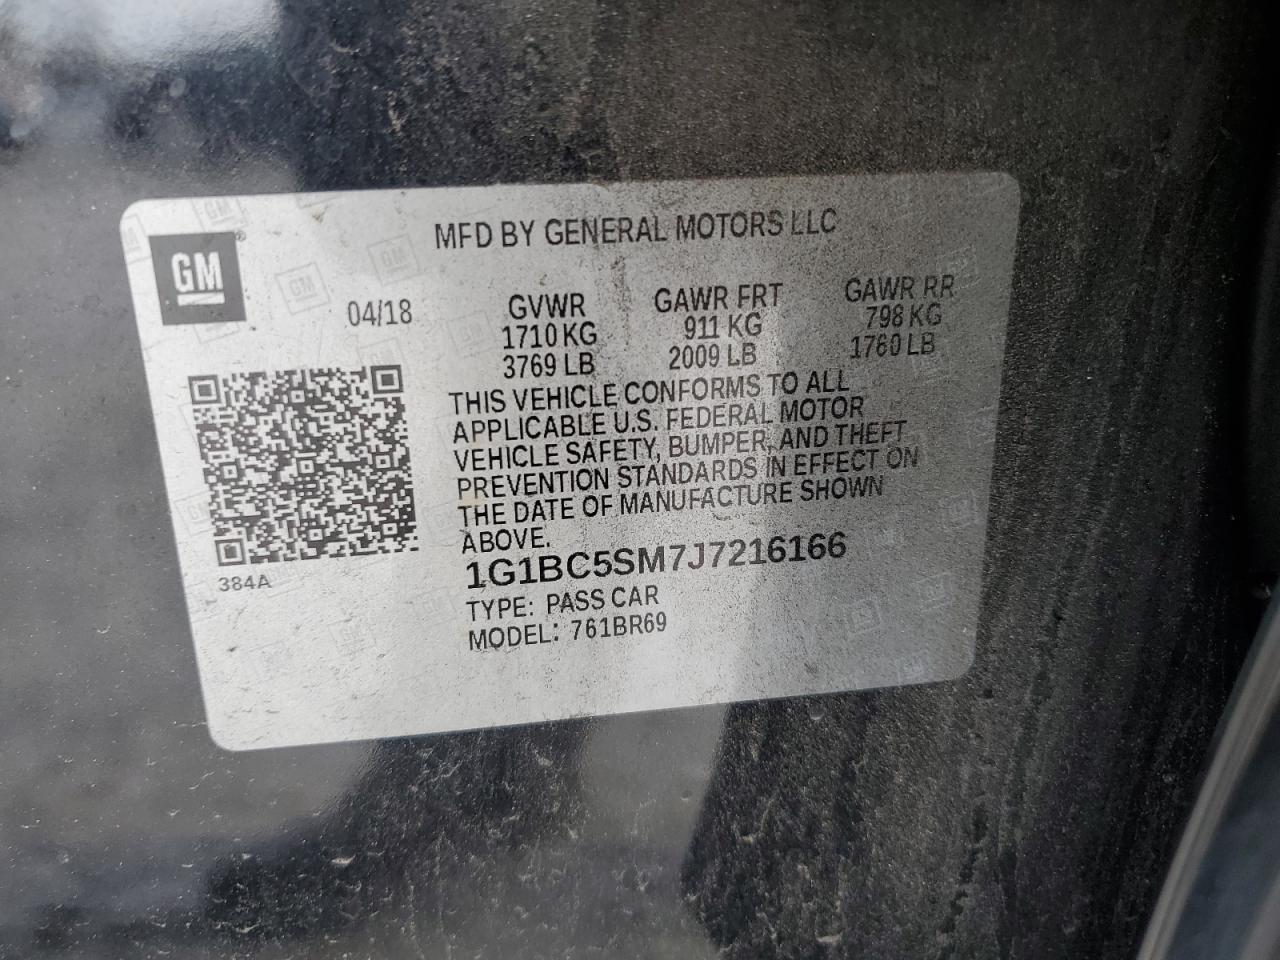 MFD BY GENERAL MOTORS LLC
GM®
04/18
GVWR GAWR FRT GAWR RR
1710 KG 911 KG 798 KG
3769 LB 2009 LB 1760 LB
THIS VEHICLE CONFORMS TO ALL
APPLICABLE U.S. FEDERAL MOTOR
VEHICLE SAFETY, BUMPER, AND THEFT
PREVENTION STANDARDS IN EFFECT ON
THE DATE OF MANUFACTURE SHOWN
ABOVE.
384A
1G1BC5SM7J7216166
TYPE: PASS CAR
MODEL: 761BR69